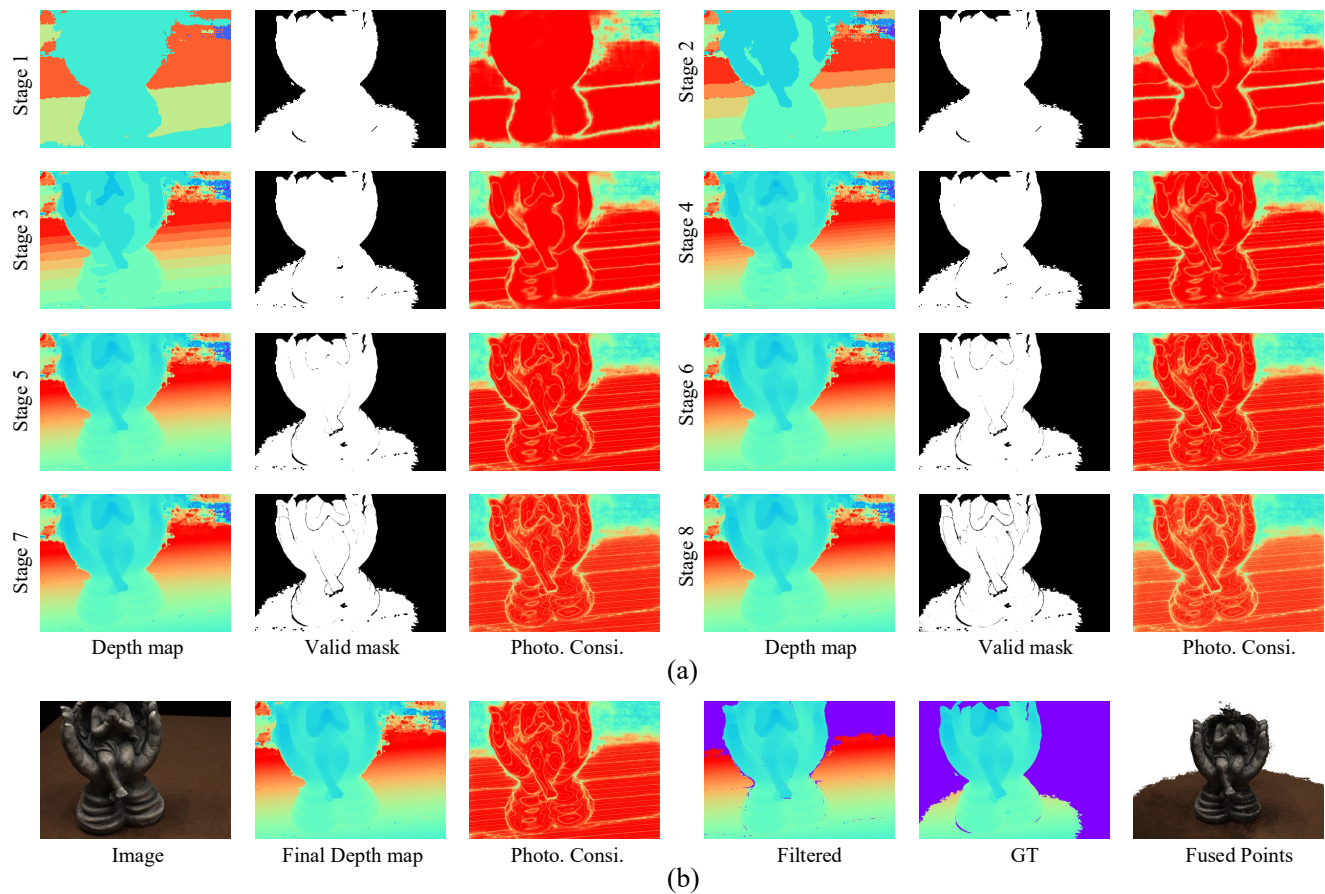 Stage 1
Stage 2
Stage 3
Stage 4
Stage 5
Stage 6
Stage 7
Stage 8
Depth map
Valid mask
Photo. Consi.
Depth map
Valid mask
Photo. Consi.
(a)
Image
Final Depth map
Photo. Consi.
Filtered
GT
Fused Points
(b)